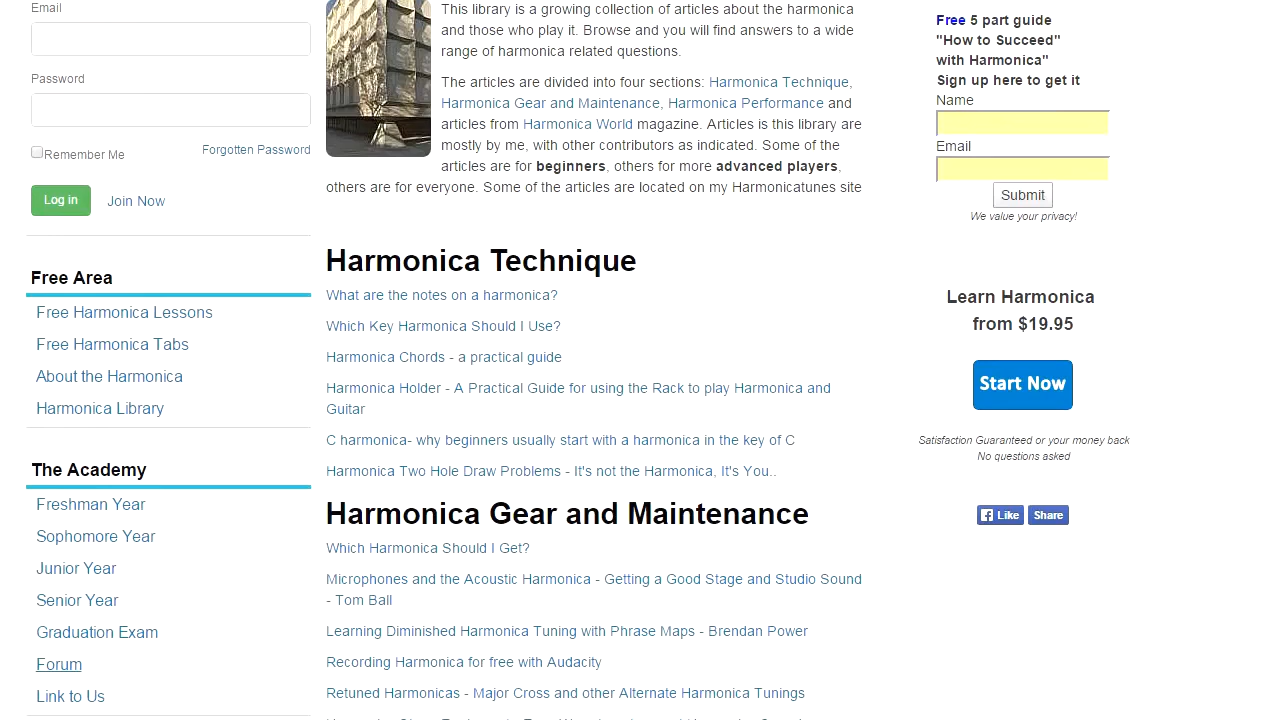 Email
Password
Remember Me
Forgotten Password
Log in
Join Now
Free Area
Free Harmonica Lessons
Free Harmonica Tabs
About the Harmonica
Harmonica Library
The Academy
Freshman Year
Sophomore Year
Junior Year
Senior Year
Graduation Exam
Forum
Link to Us
This library is a growing collection of articles about the harmonica
and those who play it. Browse and you will find answers to a wide
range of harmonica related questions.
The articles are divided into four sections: Harmonica Technique,
Harmonica Gear and Maintenance, Harmonica Performance and
articles from Harmonica World magazine. Articles is this library are
mostly by me, with other contributors as indicated. Some of the
articles are for beginners, others for more advanced players,
others are for everyone. Some of the articles are located on my Harmonicatunes site
Harmonica Technique
What are the notes on a harmonica?
Which Key Harmonica Should I Use?
Harmonica Chords - a practical guide
Harmonica Holder - A Practical Guide for using the Rack to play Harmonica and
Guitar
C harmonica- why beginners usually start with a harmonica in the key of C
Harmonica Two Hole Draw Problems - It's not the Harmonica, It's You..
Harmonica Gear and Maintenance
Which Harmonica Should I Get?
Microphones and the Acoustic Harmonica - Getting a Good Stage and Studio Sound
- Tom Ball
Learning Diminished Harmonica Tuning with Phrase Maps - Brendan Power
Recording Harmonica for free with Audacity
Retuned Harmonicas - Major Cross and other Alternate Harmonica Tunings
Free 5 part guide
"How to Succeed"
with Harmonica"
Sign up here to get it
Name
Email
Submit
We value your privacy!
Learn Harmonica
from $19.95
Start Now
Satisfaction Guaranteed or your money back
No questions asked
Like
Share